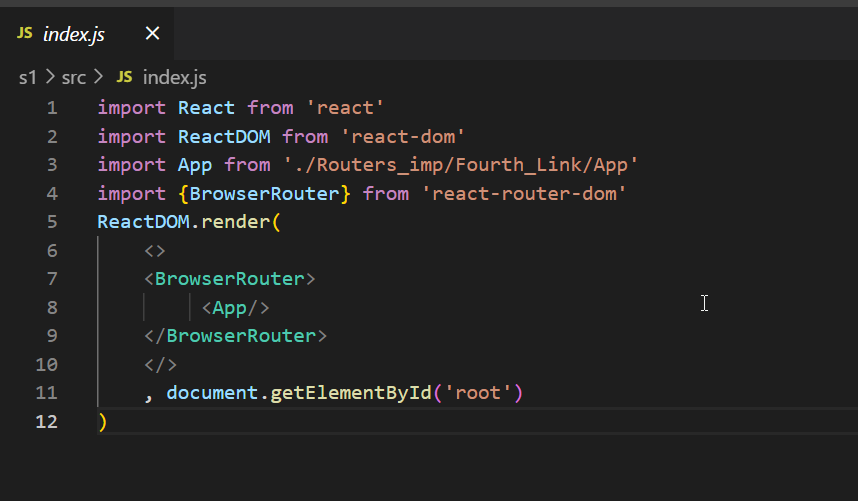 JS index.js ×
s1 > src > JS index.js
1 import React from 'react'
2 import ReactDOM from 'react-dom'
3 import App from './Routers_imp/Fourth_Link/App'
4 import {BrowserRouter} from 'react-router-dom'
5 ReactDOM.render(
6     <>
7     <BrowserRouter>
8         <App/>
9     </BrowserRouter>
10     </>
11     , document.getElementById('root')
12 )